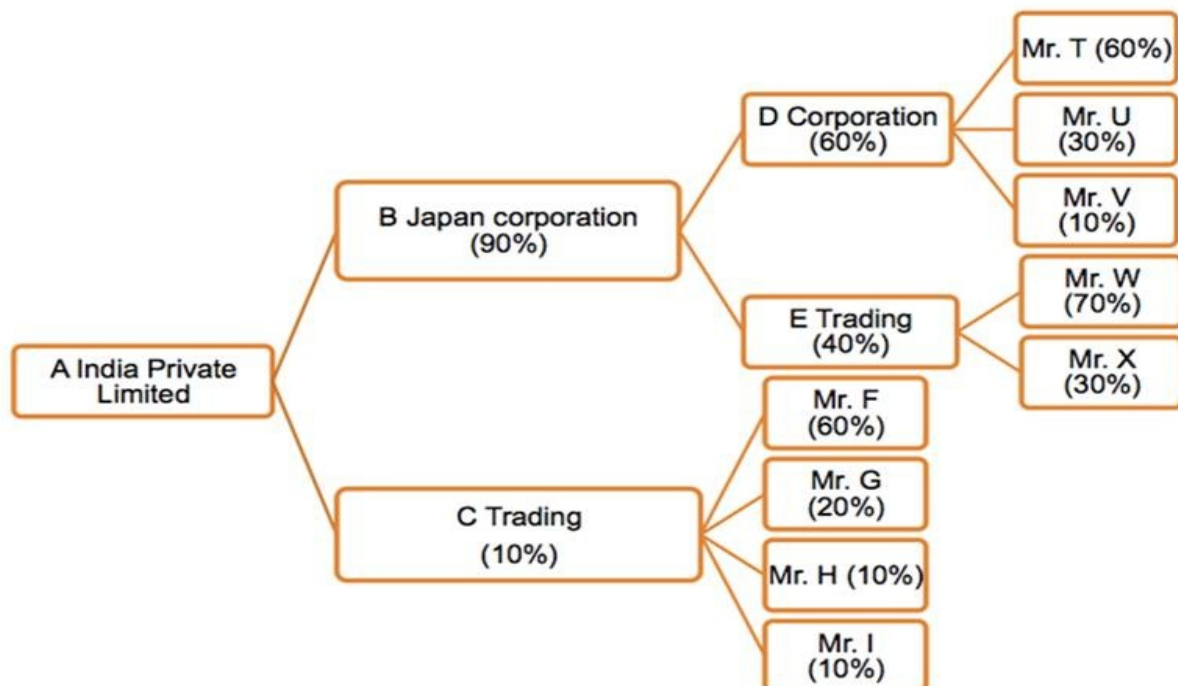 A India Private
Limited
B Japan corporation
(90%)
C Trading
(10%)
D Corporation
(60%)
E Trading
(40%)
Mr. T (60%)
Mr. U
(30%)
Mr. V
(10%)
Mr. W
(70%)
Mr. X
(30%)
Mr. F
(60%)
Mr. G
(20%)
Mr. H (10%)
Mr. I
(10%)